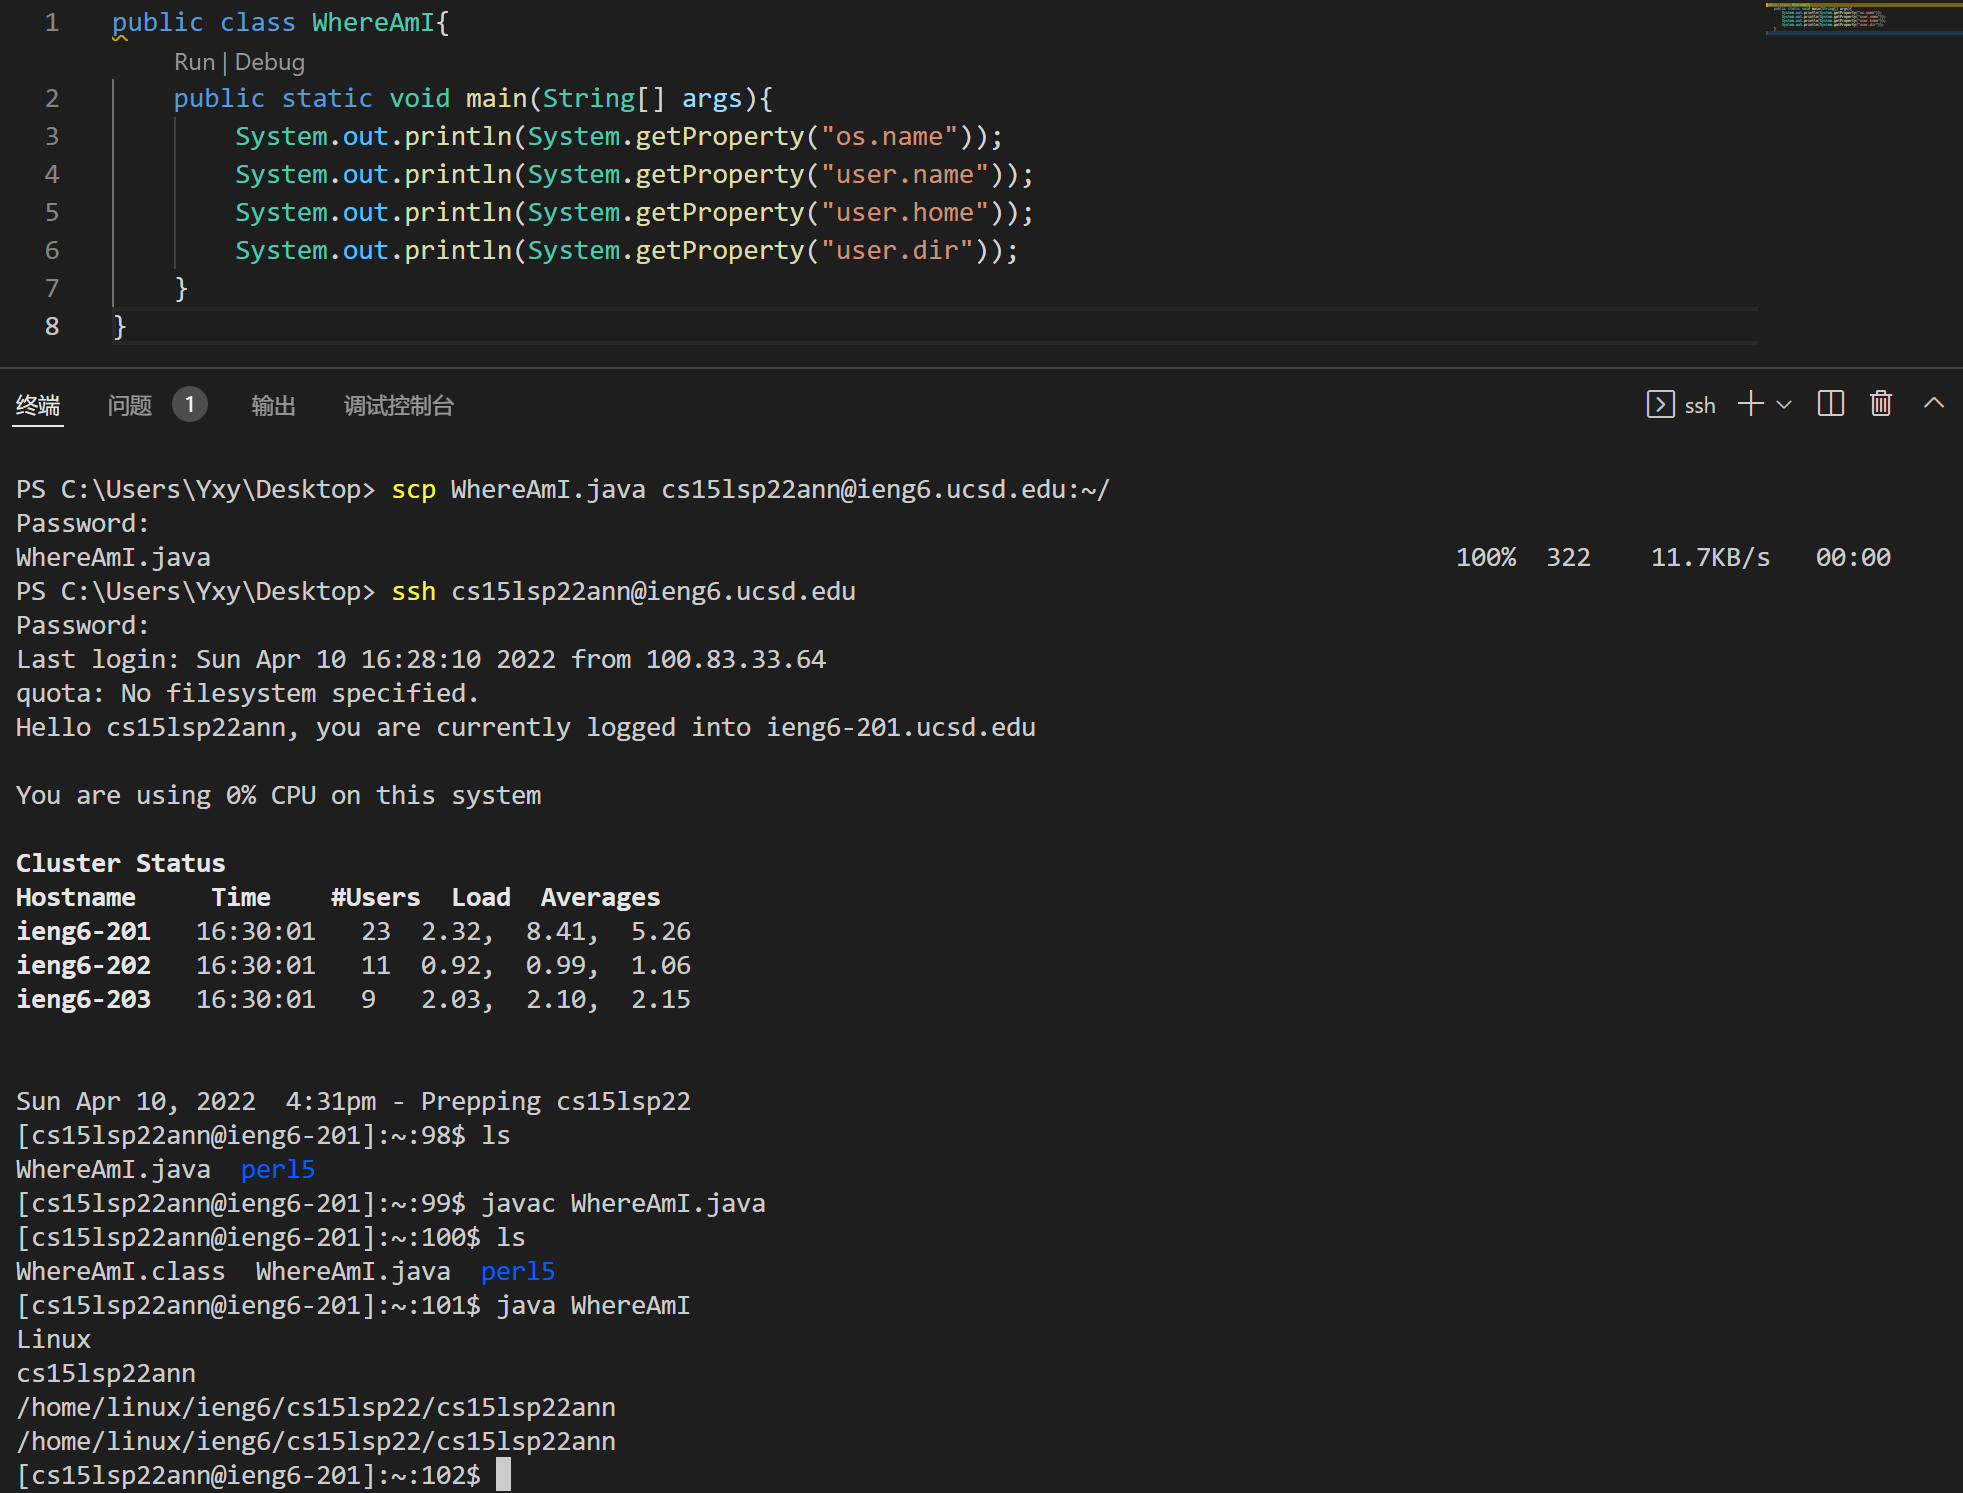 1 public class WhereAmI{
Run | Debug
2 public static void main(String[] args){
3 System.out.println(System.getProperty("os.name"));
4 System.out.println(System.getProperty("user.name"));
5 System.out.println(System.getProperty("user.home"));
6 System.out.println(System.getProperty("user.dir"));
7 }
8 }
终端 问题 1 输出 调试控制台 ssh
PS C:\Users\Yxy\Desktop> scp WhereAmI.java cs15lsp22ann@ieng6.ucsd.edu:~/
Password:
WhereAmI.java 100% 322 11.7KB/s 00:00
PS C:\Users\Yxy\Desktop> ssh cs15lsp22ann@ieng6.ucsd.edu
Password:
Last login: Sun Apr 10 16:28:10 2022 from 100.83.33.64
quota: No filesystem specified.
Hello cs15lsp22ann, you are currently logged into ieng6-201.ucsd.edu
You are using 0% CPU on this system
Cluster Status
Hostname Time #Users Load Averages
ieng6-201 16:30:01 23 2.32, 8.41, 5.26
ieng6-202 16:30:01 11 0.92, 0.99, 1.06
ieng6-203 16:30:01 9 2.03, 2.10, 2.15
Sun Apr 10, 2022 4:31pm - Prepping cs15lsp22
[cs15lsp22ann@ieng6-201]:~:98$ ls
WhereAmI.java perl5
[cs15lsp22ann@ieng6-201]:~:99$ javac WhereAmI.java
[cs15lsp22ann@ieng6-201]:~:100$ ls
WhereAmI.class WhereAmI.java perl5
[cs15lsp22ann@ieng6-201]:~:101$ java WhereAmI
Linux
cs15lsp22ann
/home/linux/ieng6/cs15lsp22/cs15lsp22ann
/home/linux/ieng6/cs15lsp22/cs15lsp22ann
[cs15lsp22ann@ieng6-201]:~:102$